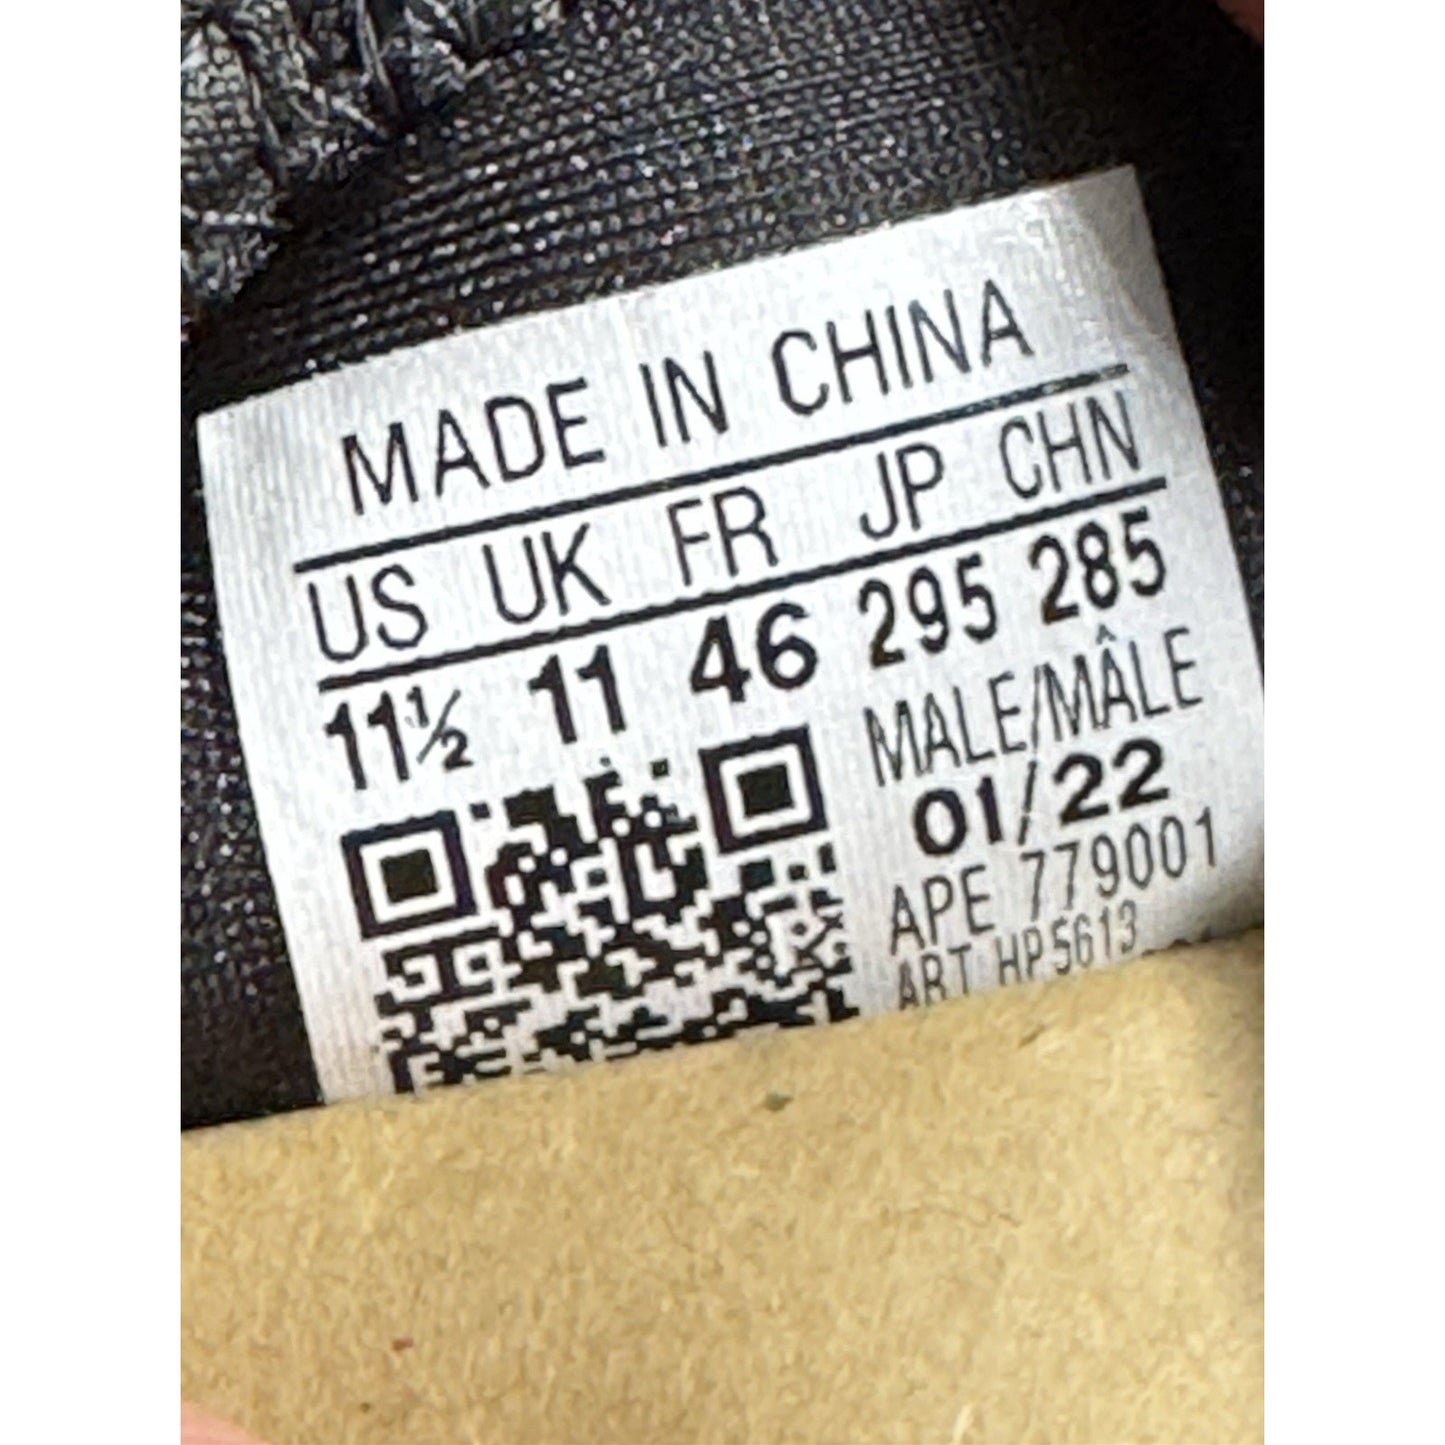 MADE IN CHINA
US UK FR JP CHN
11½ 11 46 295 285
MALE/MÂLE
01/22
APE 779001
ART HP5613